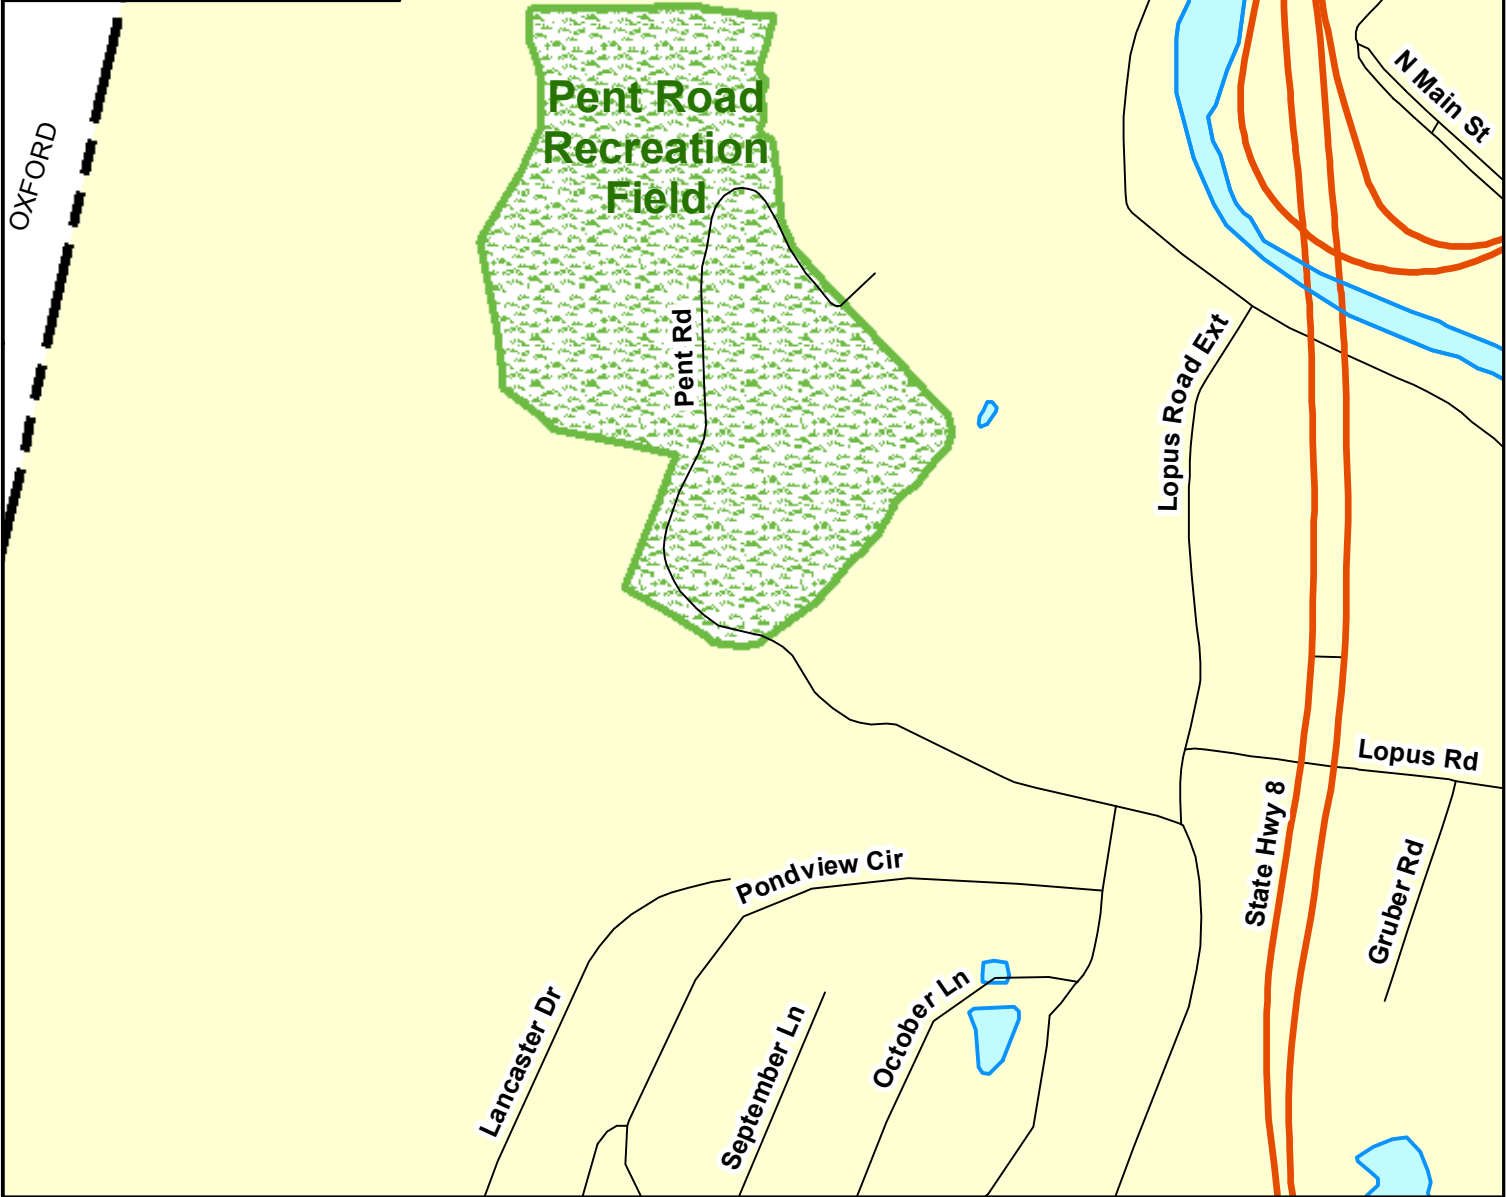 Pent Road
Recreation
Field
N Main St
OXFORD
Pent Rd
Lopus Road Ext
Lopus Rd
State Hwy 8
Gruber Rd
Pondview Cir
October Ln
Lancaster Dr
September Ln